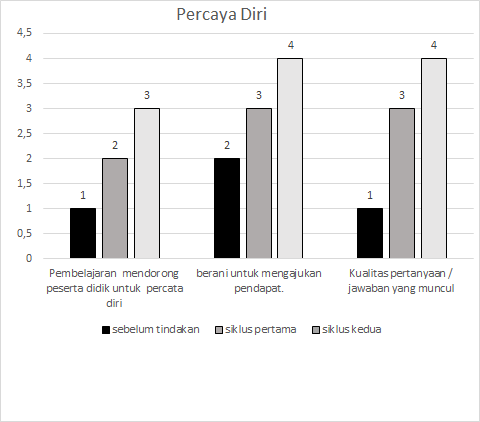 Percaya Diri
4,5
4
3,5
3
2,5
2
1,5
1
0,5
0
1
2
3
2
3
4
1
3
4
Pembelajaran mendorong
peserta didik untuk percata
diri
berani untuk mengajukan
pendapat.
Kualitas pertanyaan /
jawaban yang muncul
sebelum tindakan
siklus pertama
siklus kedua